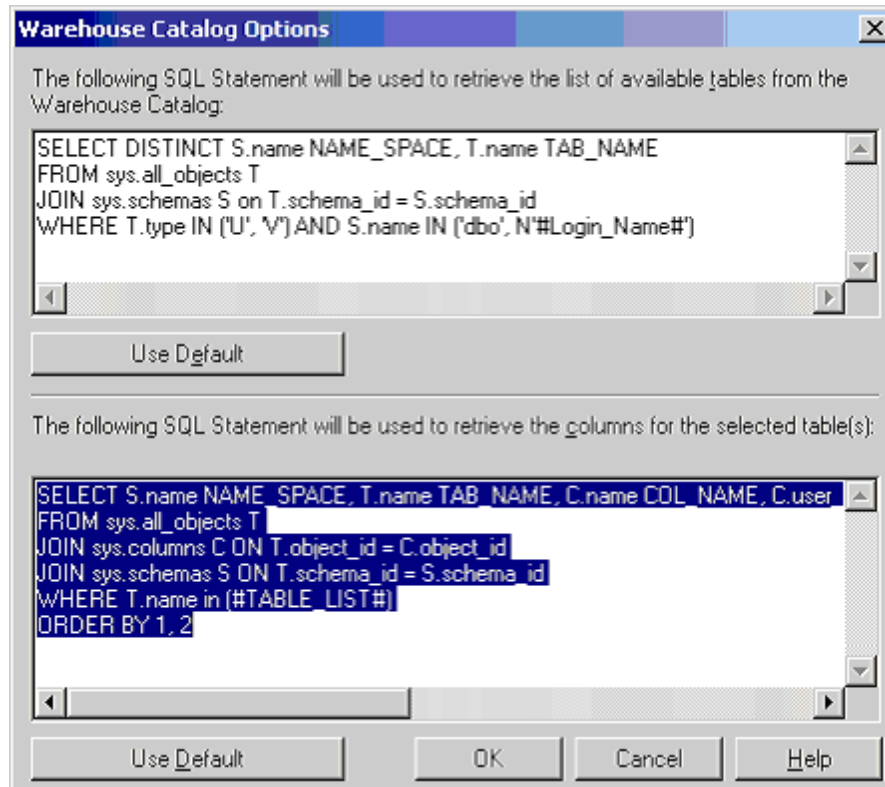 Warehouse Catalog Options
The following SQL Statement will be used to retrieve the list of available tables from the
Warehouse Catalog:
SELECT DISTINCT S.name NAME_SPACE, T.name TAB_NAME
FROM sys.all_objects T
JOIN sys.schemas S on T.schema_id = S.schema_id
WHERE T.type IN ('U', 'V') AND S.name IN ('dbo', N'#Login_Name#')
Use Default
The following SQL Statement will be used to retrieve the columns for the selected table(s):
SELECT S.name NAME_SPACE, T.name TAB_NAME, C.name COL_NAME, C.user
FROM sys.all_objects T
JOIN sys.columns C ON T.object_id = C.object_id
JOIN sys.schemas S ON T.schema_id = S.schema_id
WHERE T.name in (#TABLE_LIST#)
ORDER BY 1, 2
Use Default
OK
Cancel
Help